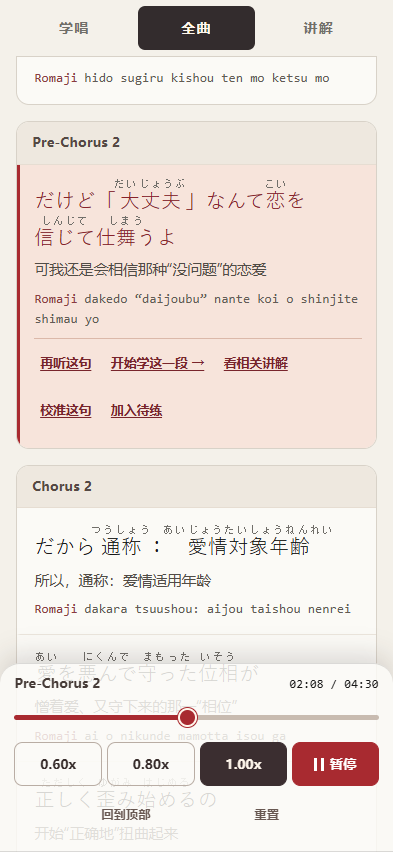 学唱 全曲 讲解
Romaji hido sugiru kishou ten mo ketsu mo
Pre-Chorus 2
だいじょうぶ こい
だけど「大丈夫」なんて恋を
しんじて しまう
信じて仕舞うよ
可我还是会相信那种“没问题”的恋爱
Romaji dakedo “daijoubu” nante koi o shinjite
shimau yo
再听这句 开始学这一段 → 看相关讲解
校准这句 加入待练
Chorus 2
つうしょう あいじょうたいしょうねんれい
だから通称： 愛情対象年齢
所以，通称：爱情适用年龄
Romaji dakara tsuushou: aijou taishou nenrei
あい にくんで まもった いそう
愛を悪んで守った位相が
Pre-Chorus 2 02:08 / 04:30
憎着爱、又守下来的那一“相位”
Romaji ai o nikunde mamotta isou ga
0.60x 0.80x 1.00x 暂停
正しく歪み始めるの
回到顶部 重置
开始“正确地”扭曲起来